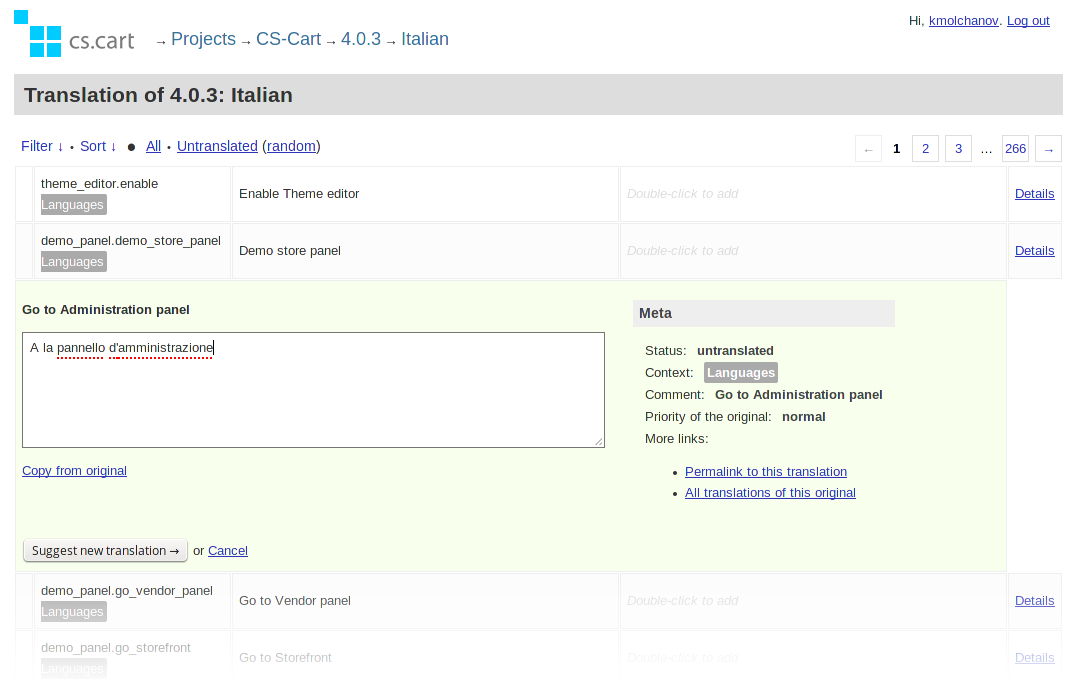 cs.cart → Projects → CS-Cart → 4.0.3 → Italian
Hi, kmolchanov. Log out
Translation of 4.0.3: Italian
Filter ↓ • Sort ↓ ● All • Untranslated (random)
← 1 2 3 … 266 →
theme_editor.enable
Languages
Enable Theme editor
Double-click to add
Details
demo_panel.demo_store_panel
Languages
Demo store panel
Double-click to add
Details
Go to Administration panel
A la pannello d'amministrazione
Copy from original
Suggest new translation → or Cancel
Meta
Status: untranslated
Context: Languages
Comment: Go to Administration panel
Priority of the original: normal
More links:
• Permalink to this translation
• All translations of this original
demo_panel.go_vendor_panel
Languages
Go to Vendor panel
Double-click to add
Details
demo_panel.go_storefront
Languages
Go to Storefront
Double-click to add
Details